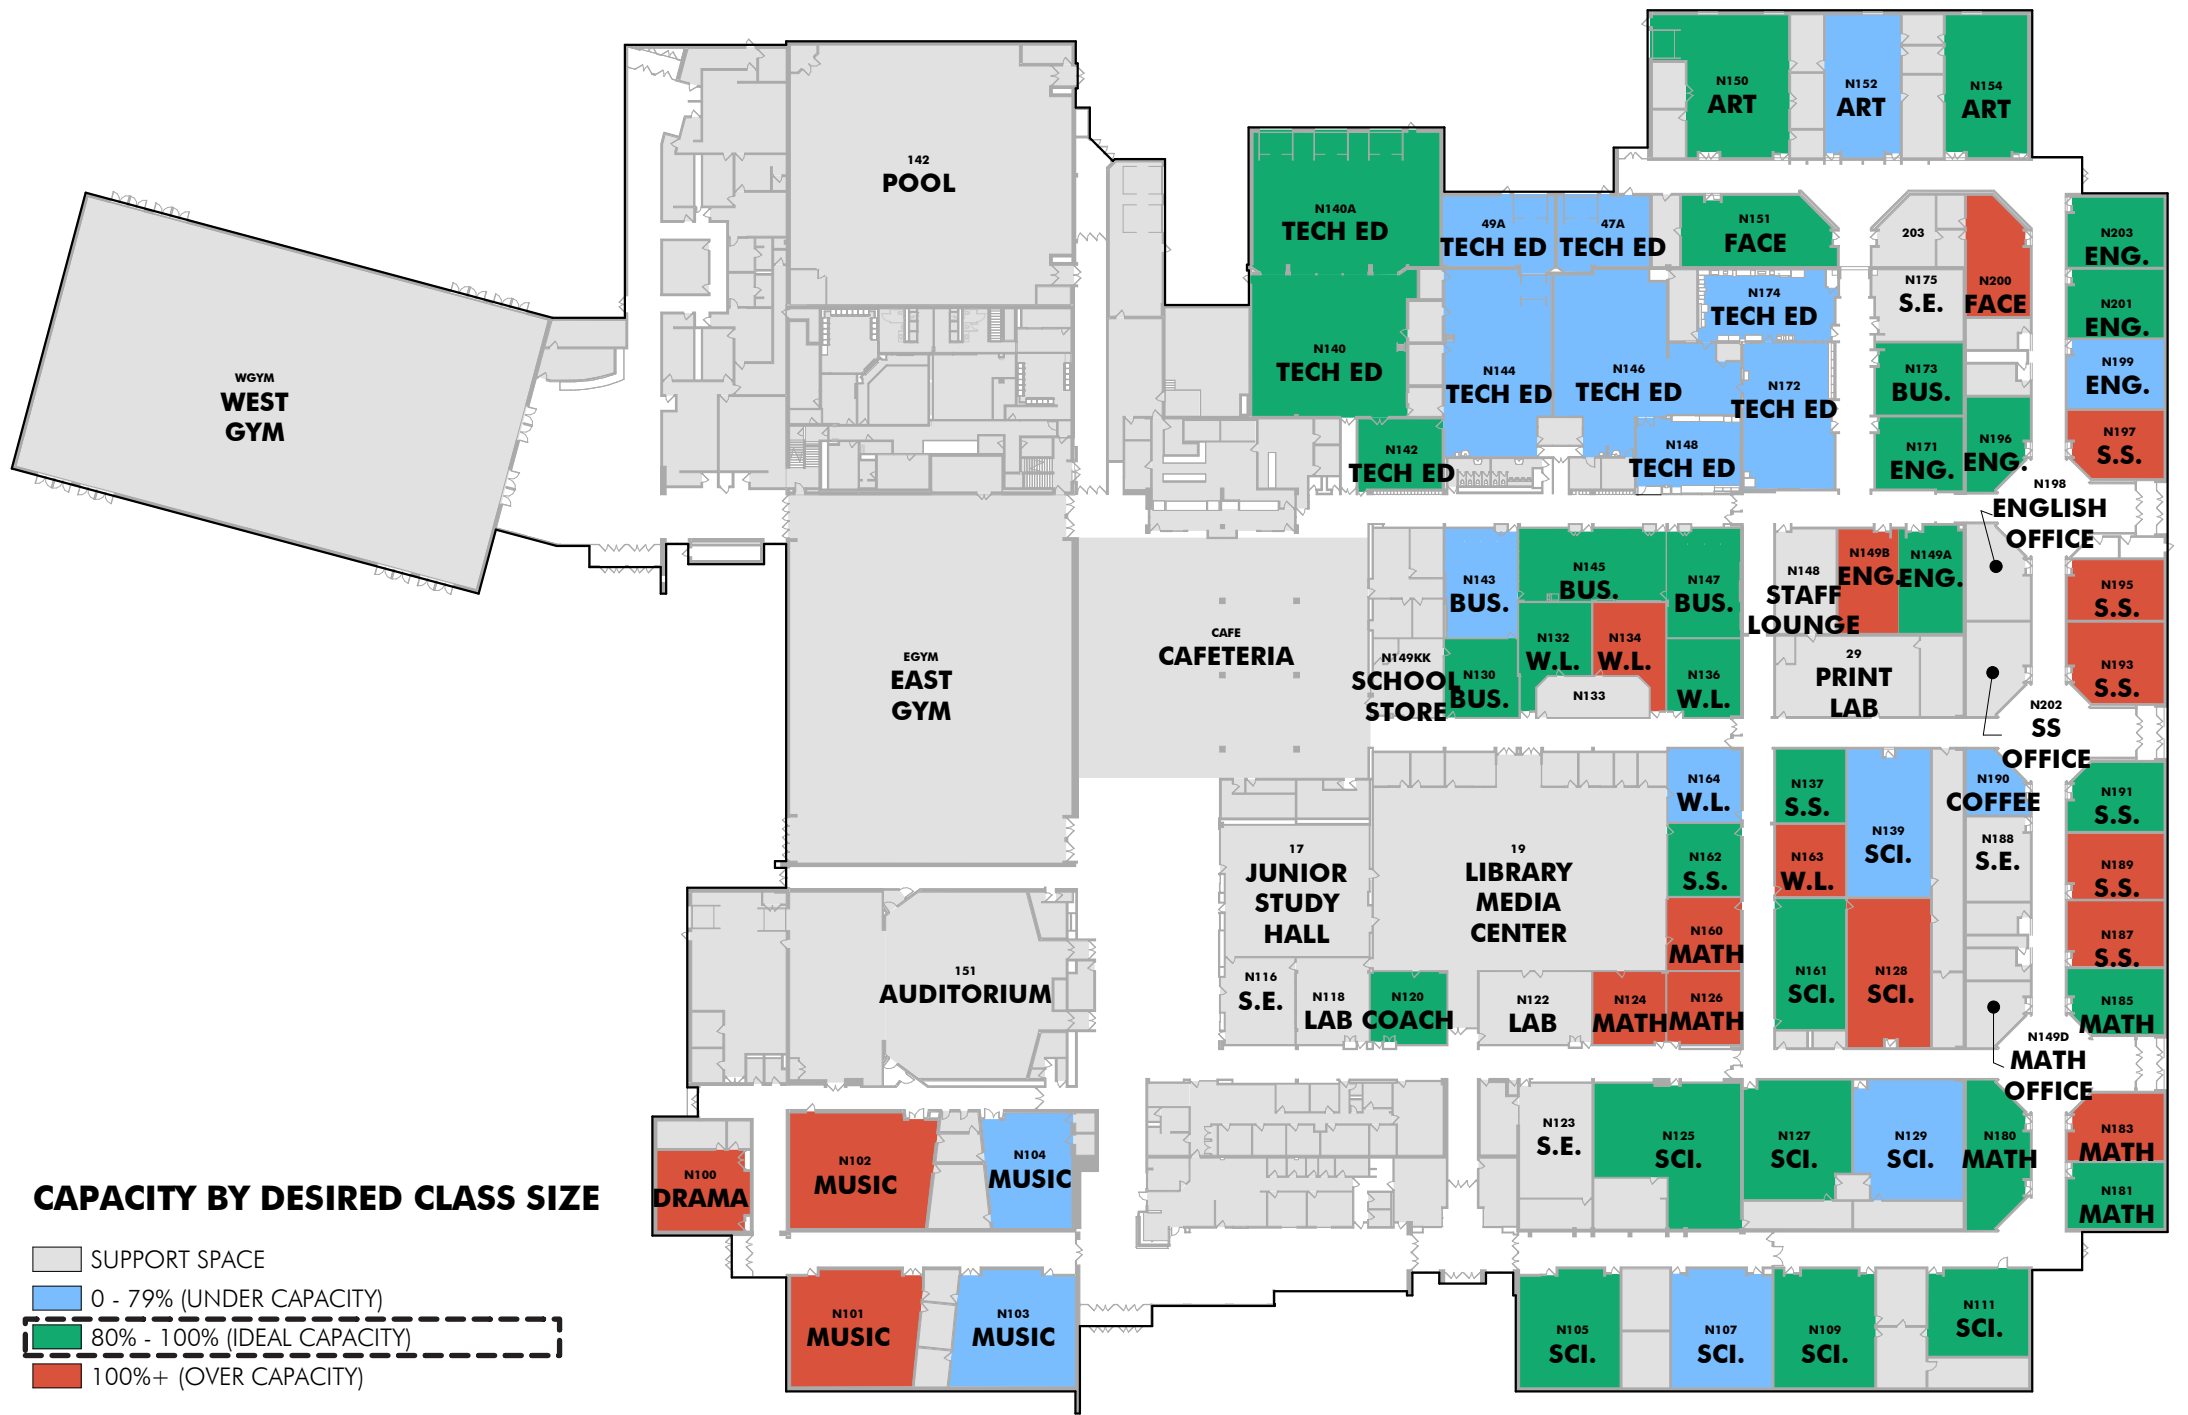 N150
ART
N152
ART
N154
ART
142
POOL
N140A
TECH ED
49A
TECH ED
47A
TECH ED
N151
FACE
203
N200
FACE
N203
ENG.
N175
S.E.
N201
ENG.
N174
TECH ED
N140
TECH ED
N144
TECH ED
N146
TECH ED
N172
TECH ED
N173
BUS.
N199
ENG.
WGYM
WEST
GYM
N142
TECH ED
N148
TECH ED
N171
ENG.
N196
ENG.
N197
S.S.
N198
ENGLISH
OFFICE
N143
BUS.
N145
BUS.
N147
BUS.
N148
STAFF
LOUNGE
N149B
ENG.
N149A
ENG.
N195
S.S.
EGYM
EAST
GYM
CAFE
CAFETERIA
N149KK
SCHOOL
STORE
N130
BUS.
N132
W.L.
N134
W.L.
N133
N136
W.L.
29
PRINT
LAB
N193
S.S.
N202
SS
OFFICE
N164
W.L.
N137
S.S.
N139
SCI.
N190
COFFEE
N191
S.S.
17
JUNIOR
STUDY
HALL
19
LIBRARY
MEDIA
CENTER
N162
S.S.
N163
W.L.
N188
S.E.
N189
S.S.
N160
MATH
N187
S.S.
151
AUDITORIUM
N116
S.E.
N118
LAB
N120
COACH
N122
LAB
N124
MATH
N126
MATH
N161
SCI.
N128
SCI.
N185
MATH
N149D
MATH
OFFICE
N123
S.E.
N125
SCI.
N127
SCI.
N129
SCI.
N180
MATH
N183
MATH
N100
DRAMA
N102
MUSIC
N104
MUSIC
N181
MATH
N101
MUSIC
N103
MUSIC
N105
SCI.
N107
SCI.
N109
SCI.
N111
SCI.
CAPACITY BY DESIRED CLASS SIZE
SUPPORT SPACE
0 - 79% (UNDER CAPACITY)
80% - 100% (IDEAL CAPACITY)
100%+ (OVER CAPACITY)